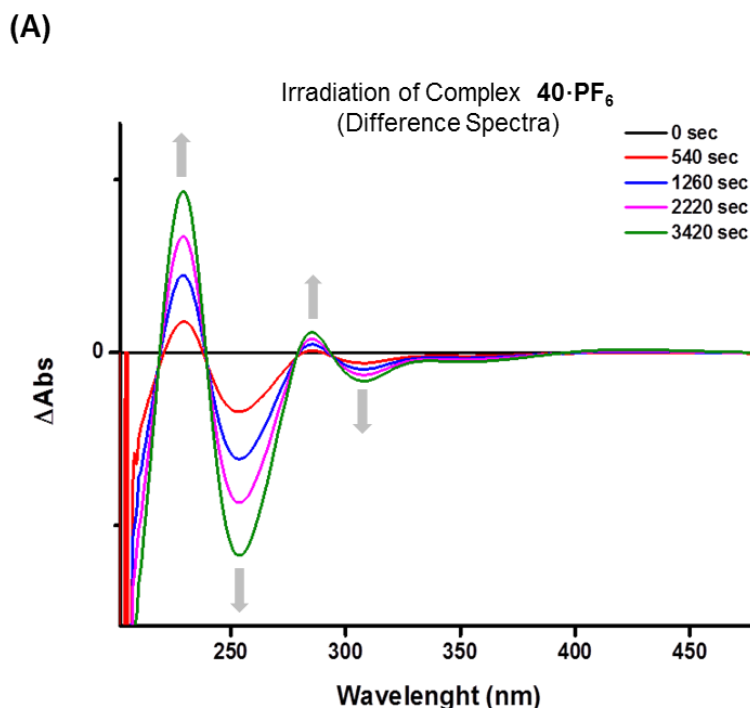 (A)
Irradiation of Complex 40·PF₆
(Difference Spectra)
0 sec
540 sec
1260 sec
2220 sec
3420 sec
0
ΔAbs
250
300
350
400
450
Wavelenght (nm)